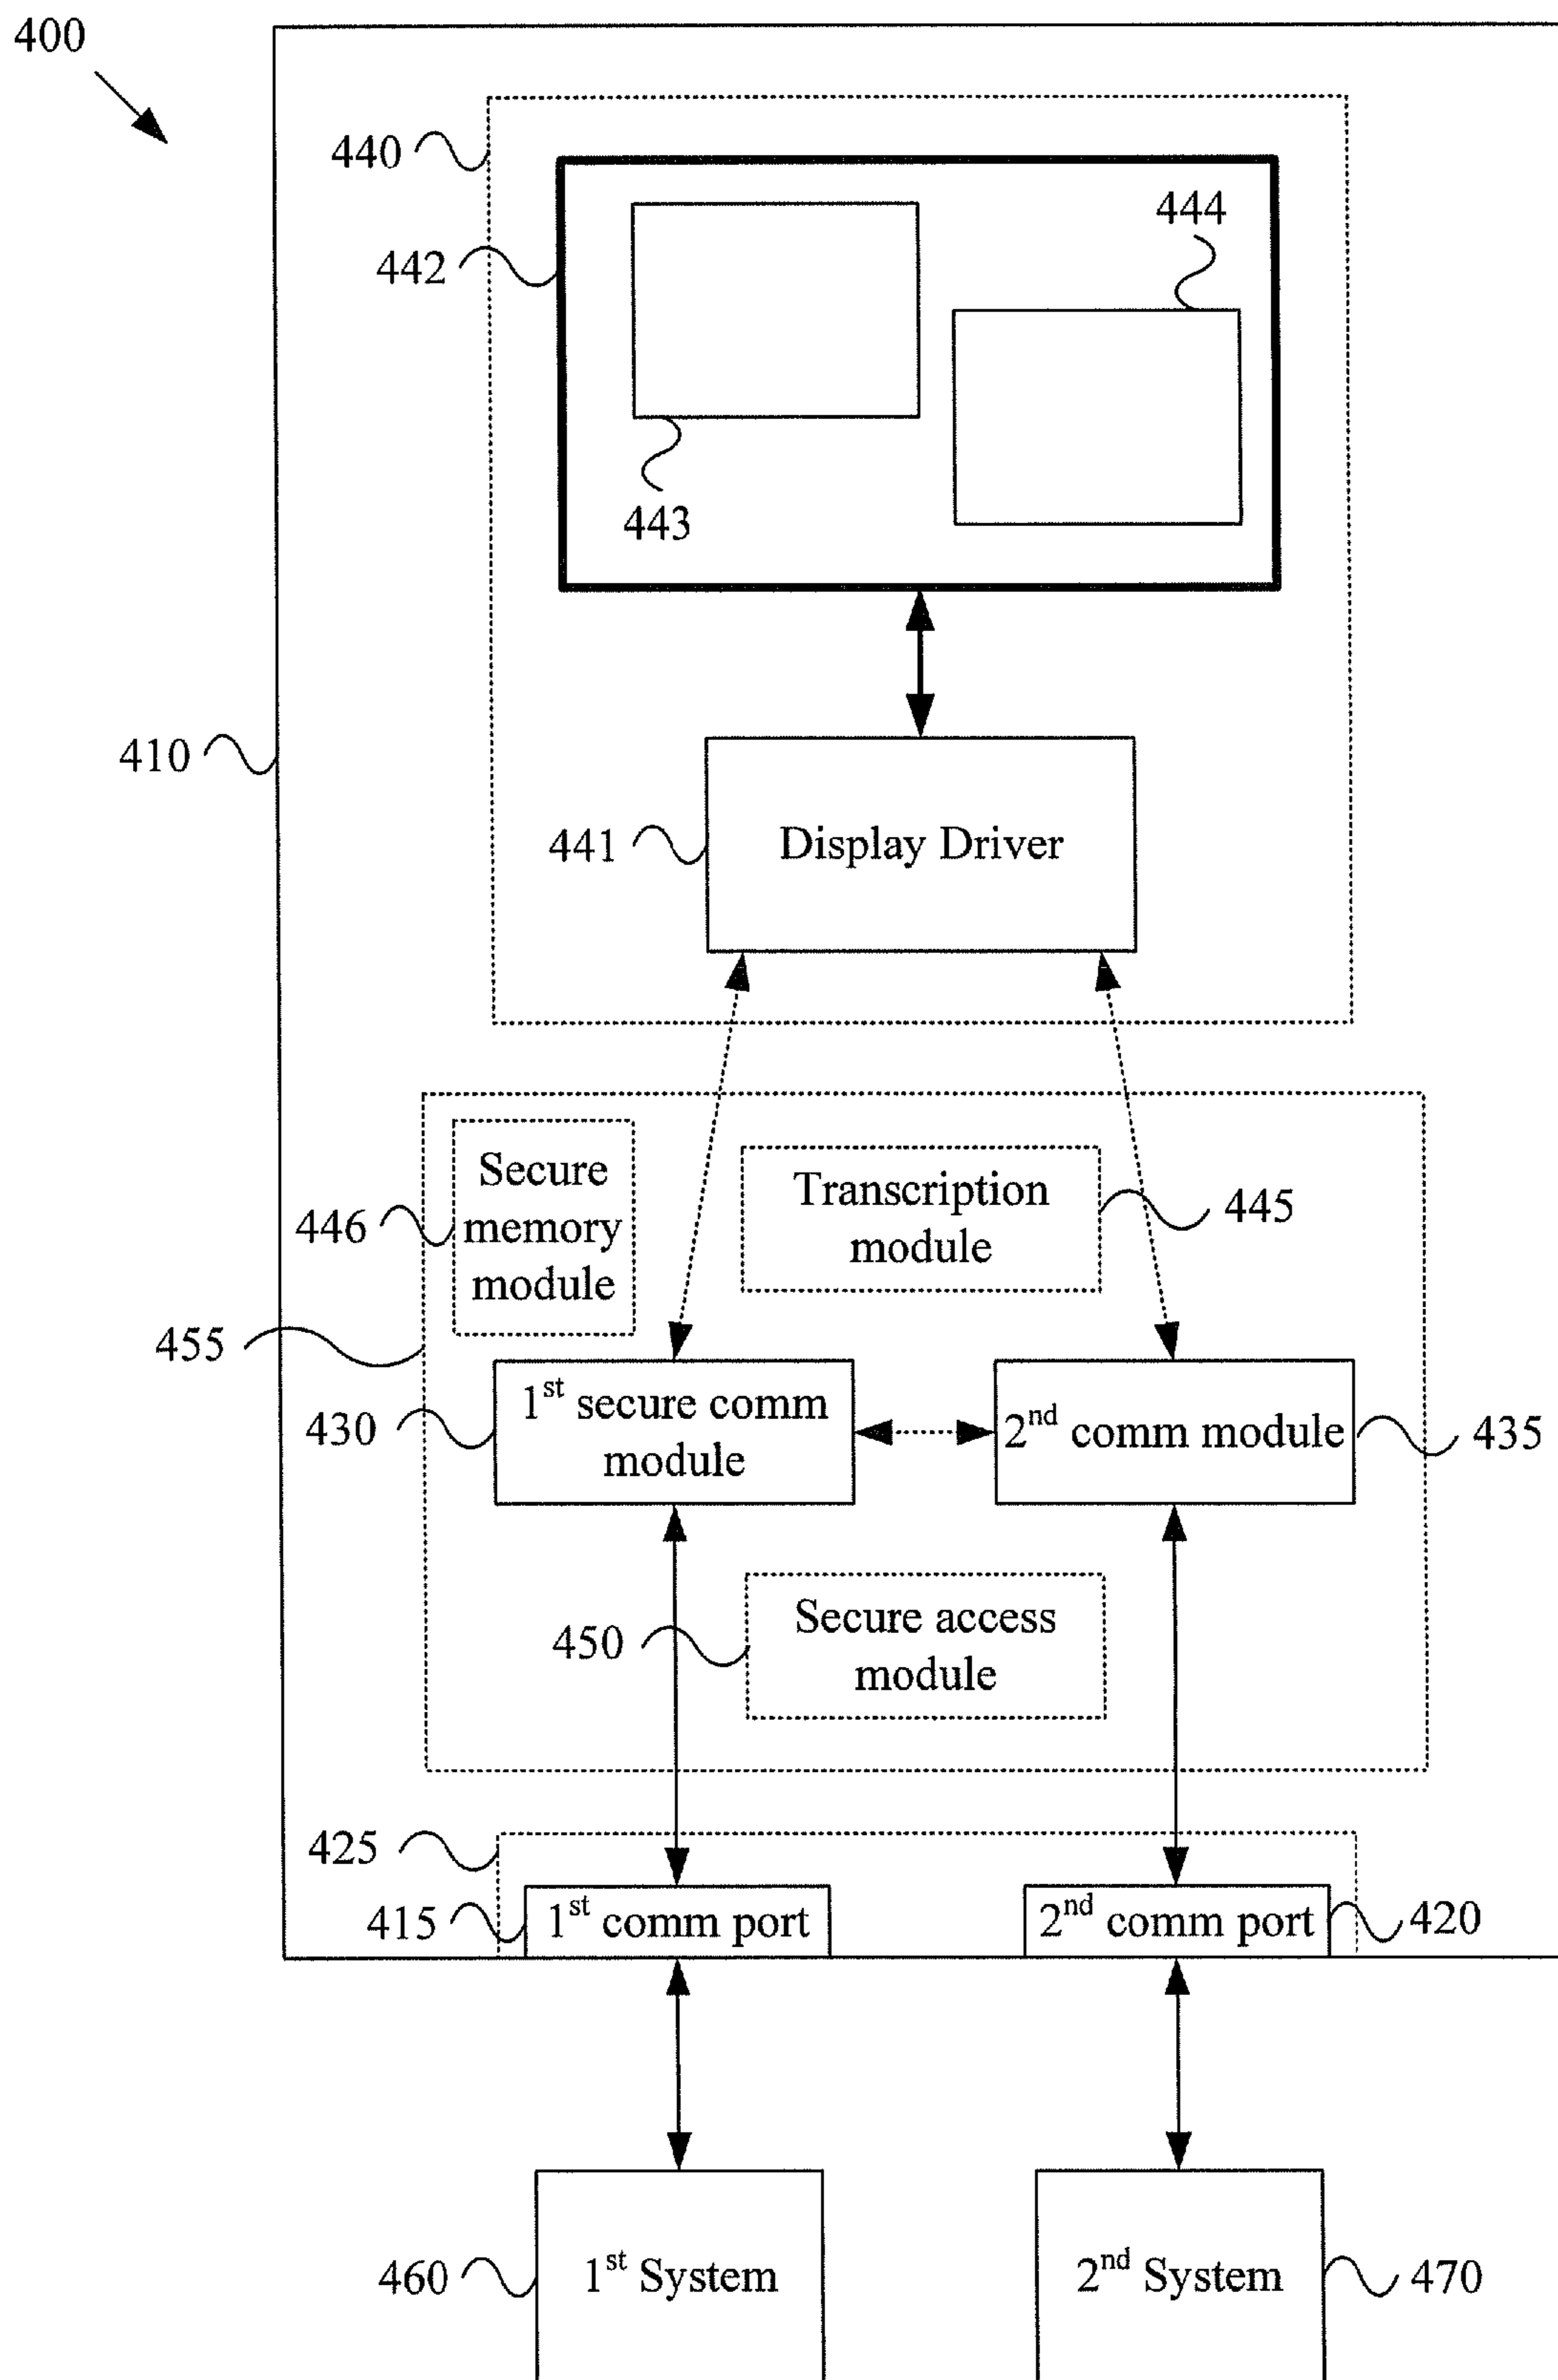 400
440
444
442
443
410
441
Display Driver
Secure
memory
module
446
Transcription
module
445
455
430
1st secure comm
module
2nd comm module
435
450
Secure access
module
425
415
1st comm port
2nd comm port
420
460
1st System
2nd System
470